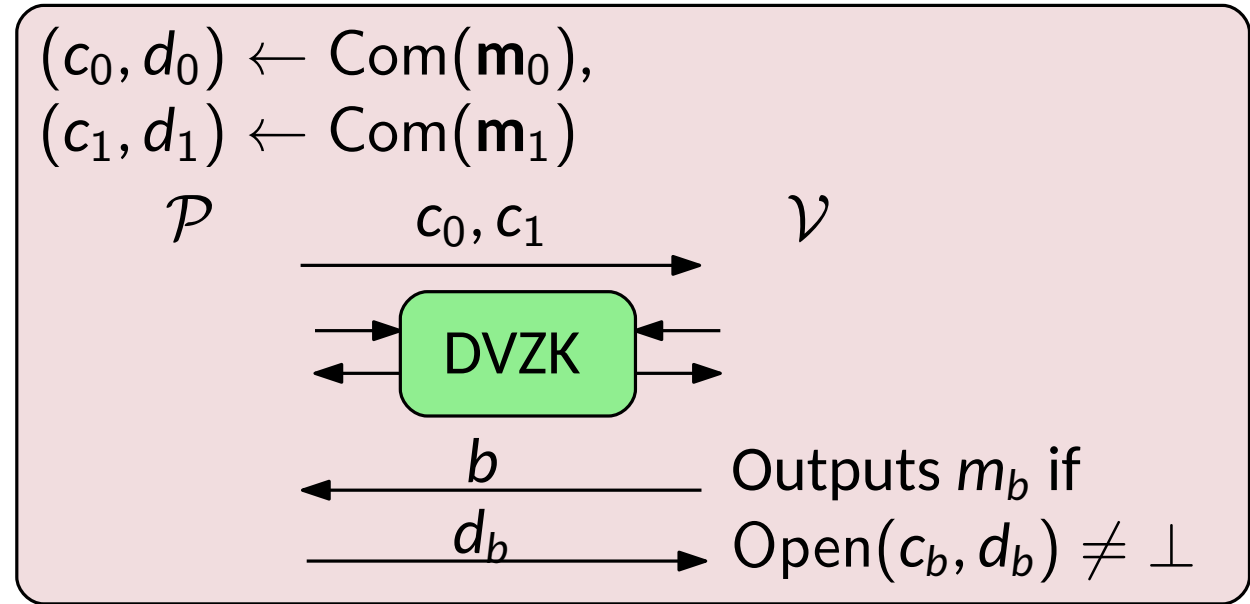 (c₀, d₀) ← Com(m₀),
(c₁, d₁) ← Com(m₁)
𝒫 c₀, c₁ 𝒱
DVZK
b Outputs m_b if
d_b Open(c_b, d_b) ≠ ⊥